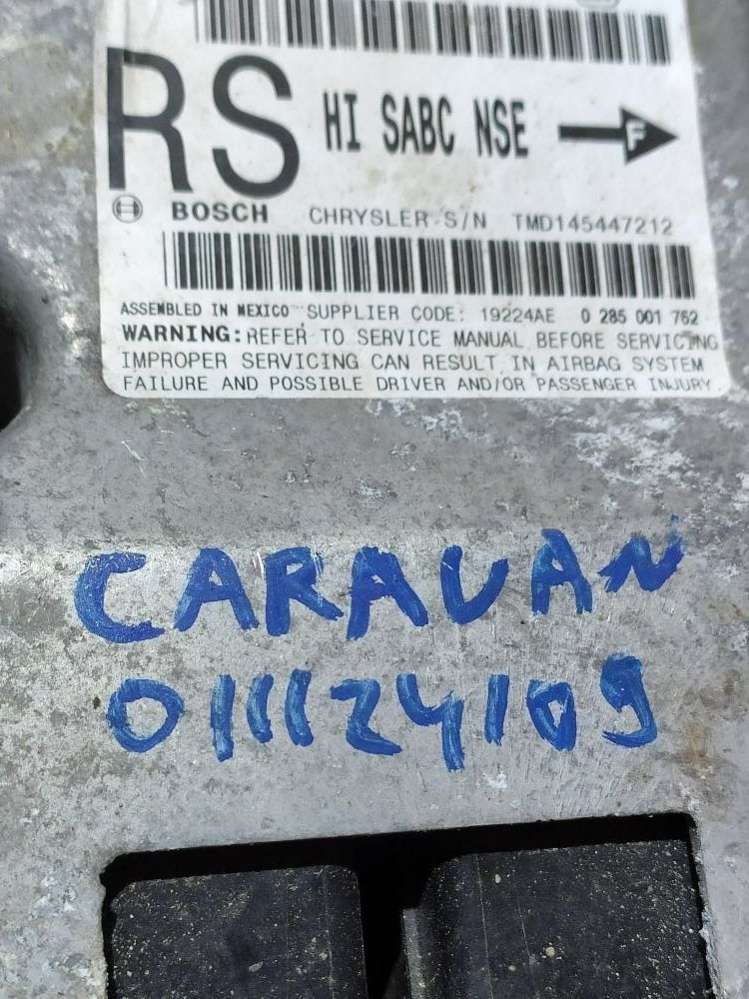 RS HI SABC NSE F
BOSCH CHRYSLER S/N TMD145447212
ASSEMBLED IN MEXICO SUPPLIER CODE: 19224AE 0 285 001 762
WARNING: REFER TO SERVICE MANUAL BEFORE SERVICING
IMPROPER SERVICING CAN RESULT IN AIRBAG SYSTEM
FAILURE AND POSSIBLE DRIVER AND/OR PASSENGER INJURY
CARAVAN
011124109